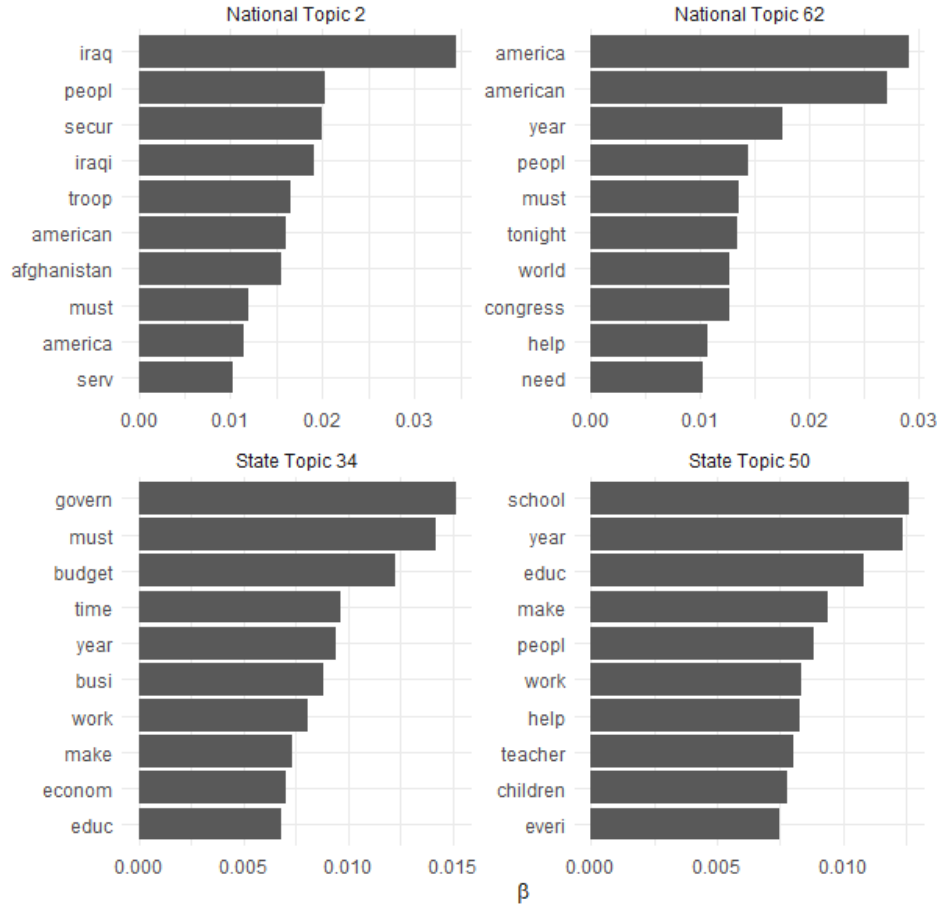 National Topic 2
iraq
peopl
secur
iraqi
troop
american
afghanistan
must
america
serv
0.00 0.01 0.02 0.03
National Topic 62
america
american
year
peopl
must
tonight
world
congress
help
need
0.00 0.01 0.02 0.03
State Topic 34
govern
must
budget
time
year
busi
work
make
econom
educ
0.000 0.005 0.010 0.015
State Topic 50
school
year
educ
make
peopl
work
help
teacher
children
everi
0.000 0.005 0.010
β